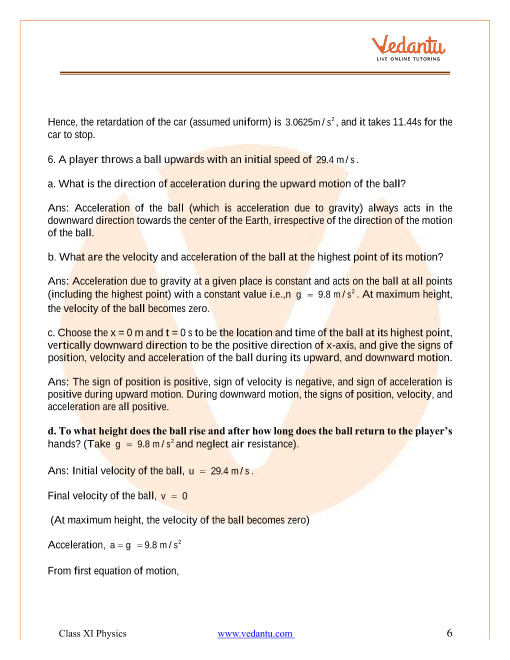 Vedantu
LIVE ONLINE TUTORING
Hence, the retardation of the car (assumed uniform) is 3.0625m / s², and it takes 11.44s for the
car to stop.
6. A player throws a ball upwards with an initial speed of 29.4 m / s .
a. What is the direction of acceleration during the upward motion of the ball?
Ans: Acceleration of the ball (which is acceleration due to gravity) always acts in the
downward direction towards the center of the Earth, irrespective of the direction of the motion
of the ball.
b. What are the velocity and acceleration of the ball at the highest point of its motion?
Ans: Acceleration due to gravity at a given place is constant and acts on the ball at all points
(including the highest point) with a constant value i.e.,n g = 9.8 m / s² . At maximum height,
the velocity of the ball becomes zero.
c. Choose the x = 0 m and t = 0 s to be the location and time of the ball at its highest point,
vertically downward direction to be the positive direction of x-axis, and give the signs of
position, velocity and acceleration of the ball during its upward, and downward motion.
Ans: The sign of position is positive, sign of velocity is negative, and sign of acceleration is
positive during upward motion. During downward motion, the signs of position, velocity, and
acceleration are all positive.
d. To what height does the ball rise and after how long does the ball return to the player’s
hands? (Take g = 9.8 m / s² and neglect air resistance).
Ans: Initial velocity of the ball, u = 29.4 m / s .
Final velocity of the ball, v = 0
(At maximum height, the velocity of the ball becomes zero)
Acceleration, a = g = 9.8 m / s²
From first equation of motion,
Class XI Physics www.vedantu.com 6